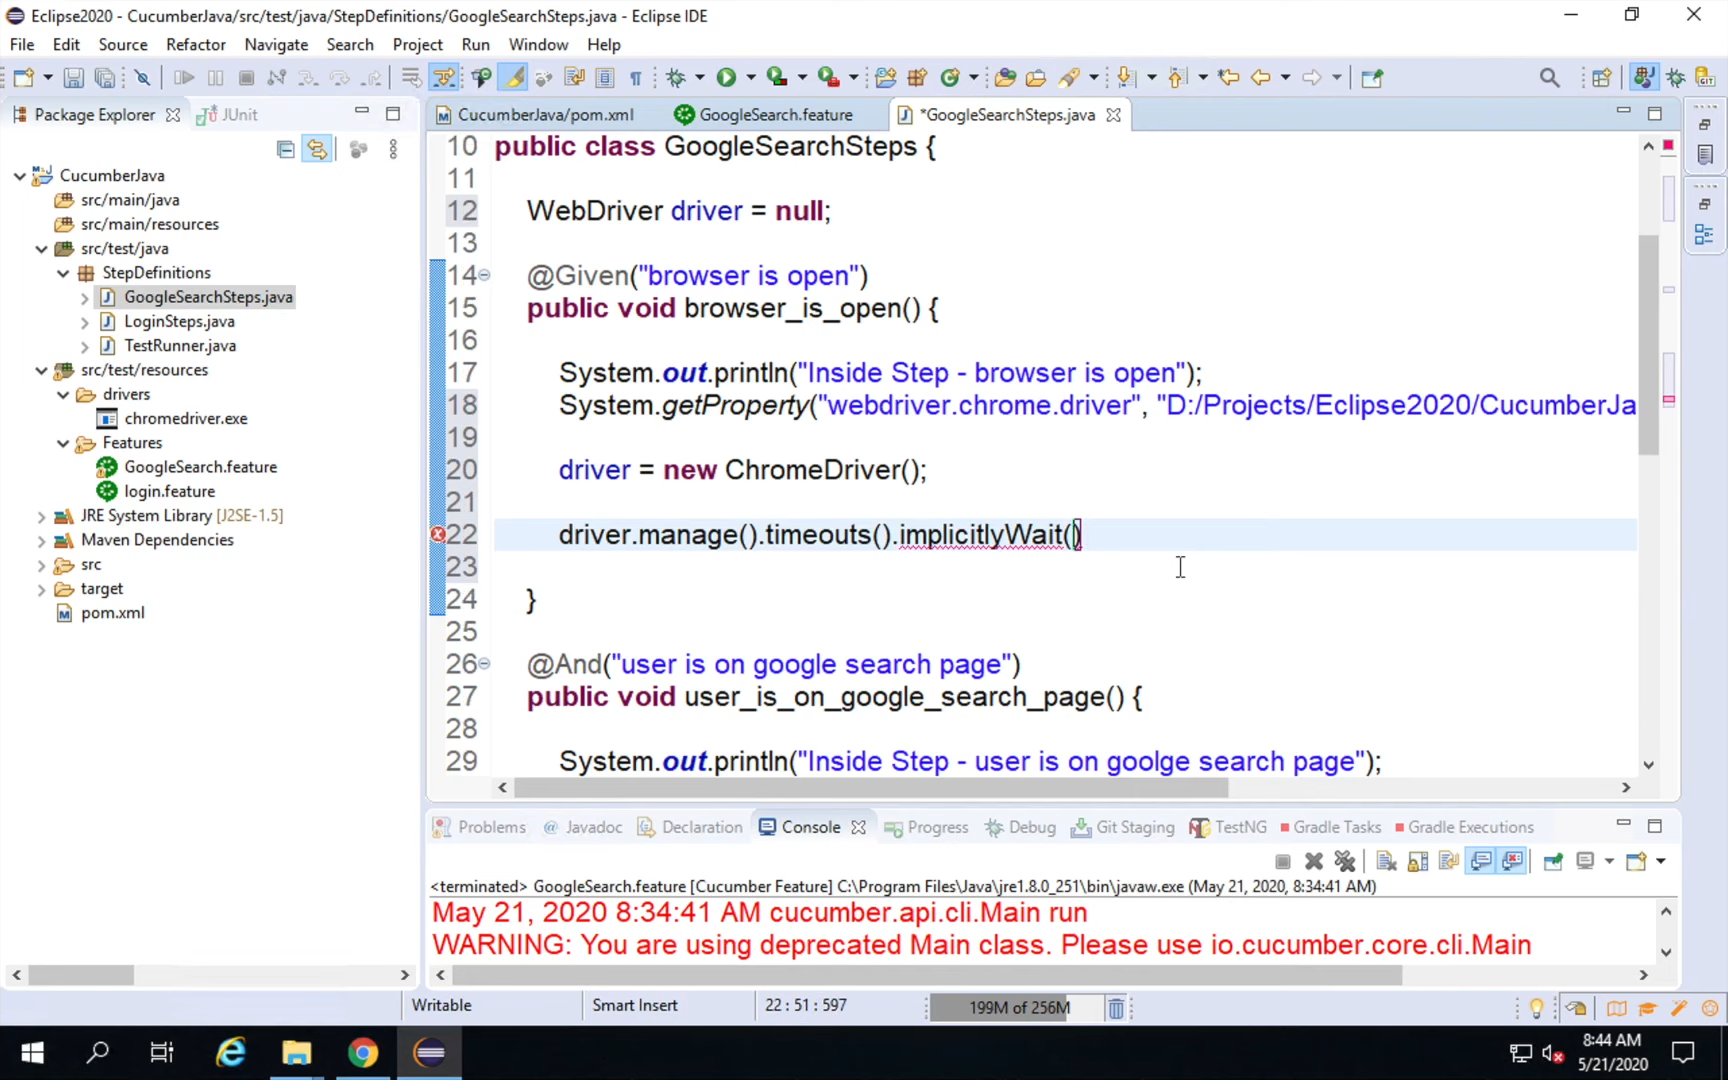 Eclipse2020 - CucumberJava/src/test/java/StepDefinitions/GoogleSearchSteps.java - Eclipse IDE
File Edit Source Refactor Navigate Search Project Run Window Help
Package Explorer JUnit
CucumberJava/pom.xml GoogleSearch.feature *GoogleSearchSteps.java
CucumberJava
src/main/java
src/main/resources
src/test/java
StepDefinitions
GoogleSearchSteps.java
LoginSteps.java
TestRunner.java
src/test/resources
drivers
chromedriver.exe
Features
GoogleSearch.feature
login.feature
JRE System Library [J2SE-1.5]
Maven Dependencies
src
target
pom.xml
10 public class GoogleSearchSteps {
11
12 WebDriver driver = null;
13
14 @Given("browser is open")
15 public void browser_is_open() {
16
17 System.out.println("Inside Step - browser is open");
18 System.getProperty("webdriver.chrome.driver", "D:/Projects/Eclipse2020/CucumberJa
19
20 driver = new ChromeDriver();
21
22 driver.manage().timeouts().implicitlyWait()
23
24 }
25
26 @And("user is on google search page")
27 public void user_is_on_google_search_page() {
28
29 System.out.println("Inside Step - user is on goolge search page");
Problems Javadoc Declaration Console Progress Debug Git Staging TestNG Gradle Tasks Gradle Executions
<terminated> GoogleSearch.feature [Cucumber Feature] C:\Program Files\Java\jre1.8.0_251\bin\javaw.exe (May 21, 2020, 8:34:41 AM)
May 21, 2020 8:34:41 AM cucumber.api.cli.Main run
WARNING: You are using deprecated Main class. Please use io.cucumber.core.cli.Main
Writable Smart Insert 22 : 51 : 597 199M of 256M
8:44 AM
5/21/2020